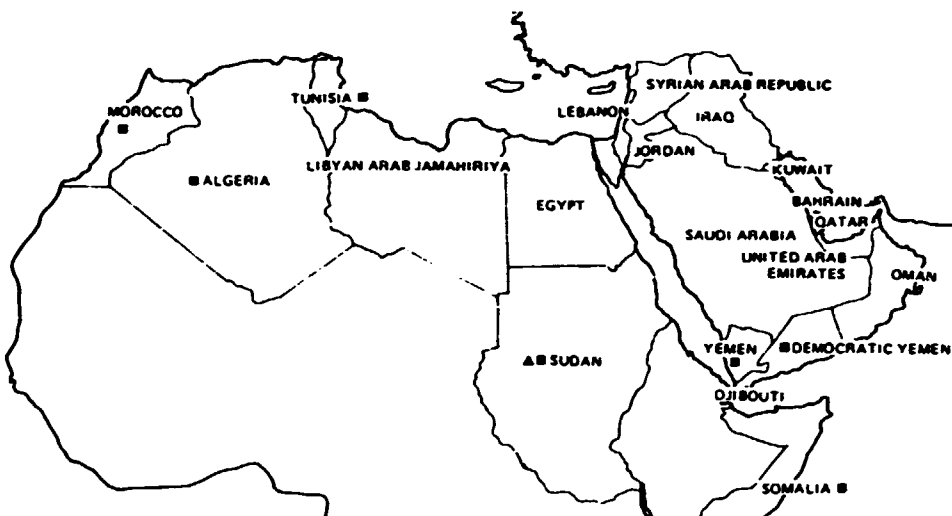 SYRIAN ARAB REPUBLIC
TUNISIA
MOROCCO
LEBANON
IRAQ
JORDAN
LIBYAN ARAB JAMAHIRIYA
KUWAIT
ALGERIA
BAHRAIN
EGYPT
QATAR
SAUDI ARABIA
UNITED ARAB
EMIRATES
OMAN
YEMEN
DEMOCRATIC YEMEN
SUDAN
DJIBOUTI
SOMALIA